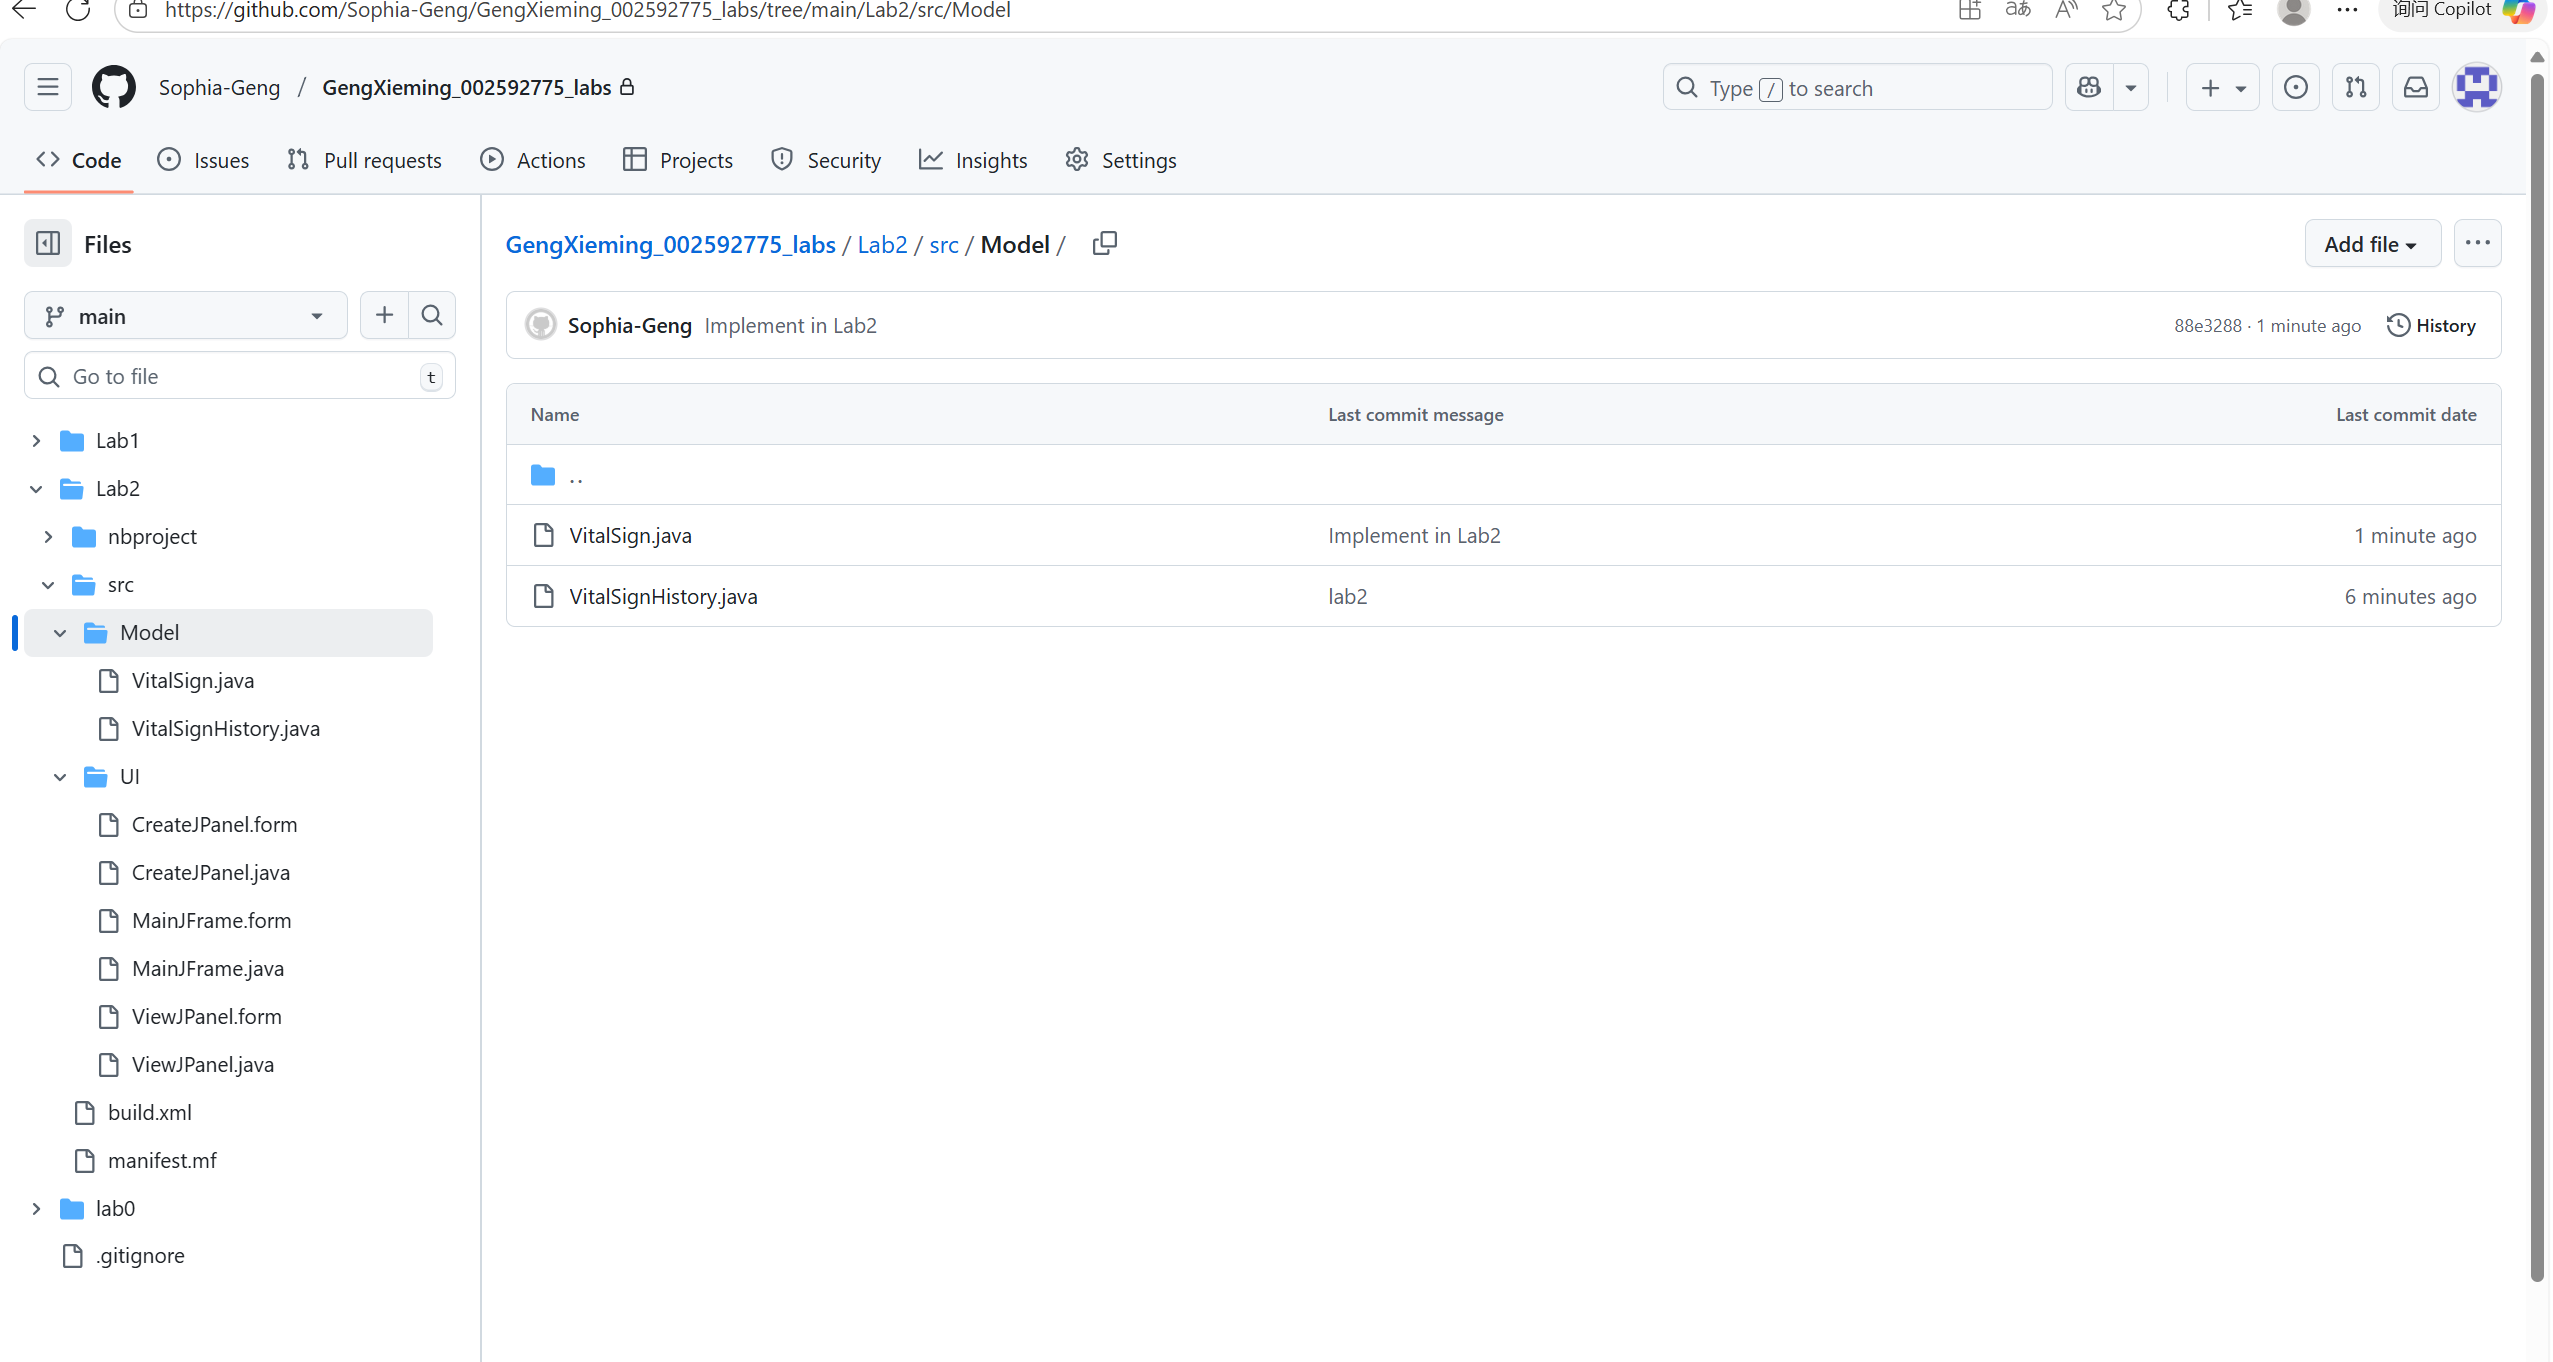 https://github.com/Sophia-Geng/GengXieming_002592775_labs/tree/main/Lab2/src/Model
询问 Copilot
Sophia-Geng / GengXieming_002592775_labs
Type / to search
Code Issues Pull requests Actions Projects Security Insights Settings
Files
main
Go to file t
Lab1
Lab2
nbproject
src
Model
VitalSign.java
VitalSignHistory.java
UI
CreateJPanel.form
CreateJPanel.java
MainJFrame.form
MainJFrame.java
ViewJPanel.form
ViewJPanel.java
build.xml
manifest.mf
lab0
.gitignore
GengXieming_002592775_labs / Lab2 / src / Model /
Add file
Sophia-Geng Implement in Lab2 88e3288 · 1 minute ago History
Name Last commit message Last commit date
..
VitalSign.java Implement in Lab2 1 minute ago
VitalSignHistory.java lab2 6 minutes ago